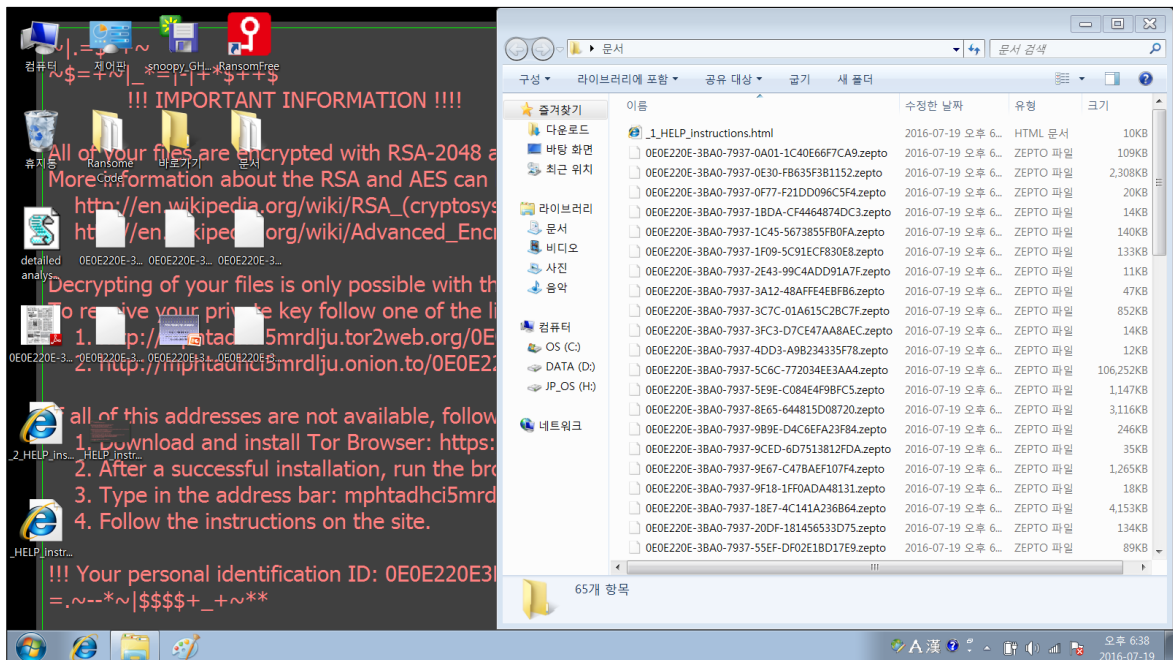 컴퓨터
제어판
snoopy_GH...
RansomFree
휴지통
Ransome Code
바로가기
문서
detailed analys...
0E0E220E-3...
0E0E220E-3...
0E0E220E-3...
0E0E220E-3...
0E0E220E-3...
0E0E220E-3...
0E0E220E-3...
_2_HELP_ins...
_HELP_instr...
_HELP_instr...
~$=+~|_*=|-|+*$++$
!!! IMPORTANT INFORMATION !!!!
All of your files are encrypted with RSA-2048 a
More information about the RSA and AES can
http://en.wikipedia.org/wiki/RSA_(cryptosys
http://en.wikipedia.org/wiki/Advanced_Encr
Decrypting of your files is only possible with th
To receive your private key follow one of the li
1. http://mphtadhci5mrdlju.tor2web.org/0E0
2. http://mphtadhci5mrdlju.onion.to/0E0E22
If all of this addresses are not available, follow
1. Download and install Tor Browser: https:
2. After a successful installation, run the bro
3. Type in the address bar: mphtadhci5mrd
4. Follow the instructions on the site.
!!! Your personal identification ID: 0E0E220E3
=.~--*~|$$$$+_+~**
문서
문서 검색
구성
라이브러리에 포함
공유 대상
굽기
새 폴더
즐겨찾기
다운로드
바탕 화면
최근 위치
라이브러리
문서
비디오
사진
음악
컴퓨터
OS (C:)
DATA (D:)
JP_OS (H:)
네트워크
이름 수정한 날짜 유형 크기
_1_HELP_instructions.html 2016-07-19 오후 6... HTML 문서 10KB
0E0E220E-3BA0-7937-0A01-1C40E66F7CA9.zepto 2016-07-19 오후 6... ZEPTO 파일 109KB
0E0E220E-3BA0-7937-0E30-FB635F3B1152.zepto 2016-07-19 오후 6... ZEPTO 파일 2,308KB
0E0E220E-3BA0-7937-0F77-F21DD096C5F4.zepto 2016-07-19 오후 6... ZEPTO 파일 20KB
0E0E220E-3BA0-7937-1BDA-CF4464874DC3.zepto 2016-07-19 오후 6... ZEPTO 파일 14KB
0E0E220E-3BA0-7937-1C45-5673855FB0FA.zepto 2016-07-19 오후 6... ZEPTO 파일 140KB
0E0E220E-3BA0-7937-1F09-5C91ECF830E8.zepto 2016-07-19 오후 6... ZEPTO 파일 133KB
0E0E220E-3BA0-7937-2E43-99C4ADD91A7F.zepto 2016-07-19 오후 6... ZEPTO 파일 11KB
0E0E220E-3BA0-7937-3A12-48AFFE4EBFB6.zepto 2016-07-19 오후 6... ZEPTO 파일 47KB
0E0E220E-3BA0-7937-3C7C-01A615C2BC7F.zepto 2016-07-19 오후 6... ZEPTO 파일 852KB
0E0E220E-3BA0-7937-3FC3-D7CE47AA8AEC.zepto 2016-07-19 오후 6... ZEPTO 파일 14KB
0E0E220E-3BA0-7937-4DD3-A9B234335F78.zepto 2016-07-19 오후 6... ZEPTO 파일 12KB
0E0E220E-3BA0-7937-5C6C-772034EE3AA4.zepto 2016-07-19 오후 6... ZEPTO 파일 106,252KB
0E0E220E-3BA0-7937-5E9E-C084E4F9BFC5.zepto 2016-07-19 오후 6... ZEPTO 파일 1,147KB
0E0E220E-3BA0-7937-8E65-644815D08720.zepto 2016-07-19 오후 6... ZEPTO 파일 3,116KB
0E0E220E-3BA0-7937-9B9E-D4C6EFA23F84.zepto 2016-07-19 오후 6... ZEPTO 파일 246KB
0E0E220E-3BA0-7937-9CED-6D7513812FDA.zepto 2016-07-19 오후 6... ZEPTO 파일 35KB
0E0E220E-3BA0-7937-9E67-C47BAEF107F4.zepto 2016-07-19 오후 6... ZEPTO 파일 1,265KB
0E0E220E-3BA0-7937-9F18-1FF0ADA48131.zepto 2016-07-19 오후 6... ZEPTO 파일 18KB
0E0E220E-3BA0-7937-18E7-4C141A236B64.zepto 2016-07-19 오후 6... ZEPTO 파일 4,153KB
0E0E220E-3BA0-7937-20DF-181456533D75.zepto 2016-07-19 오후 6... ZEPTO 파일 134KB
0E0E220E-3BA0-7937-55EF-DF02E1BD17E9.zepto 2016-07-19 오후 6... ZEPTO 파일 89KB
65개 항목
A 漢
오후 6:38
2016-07-19